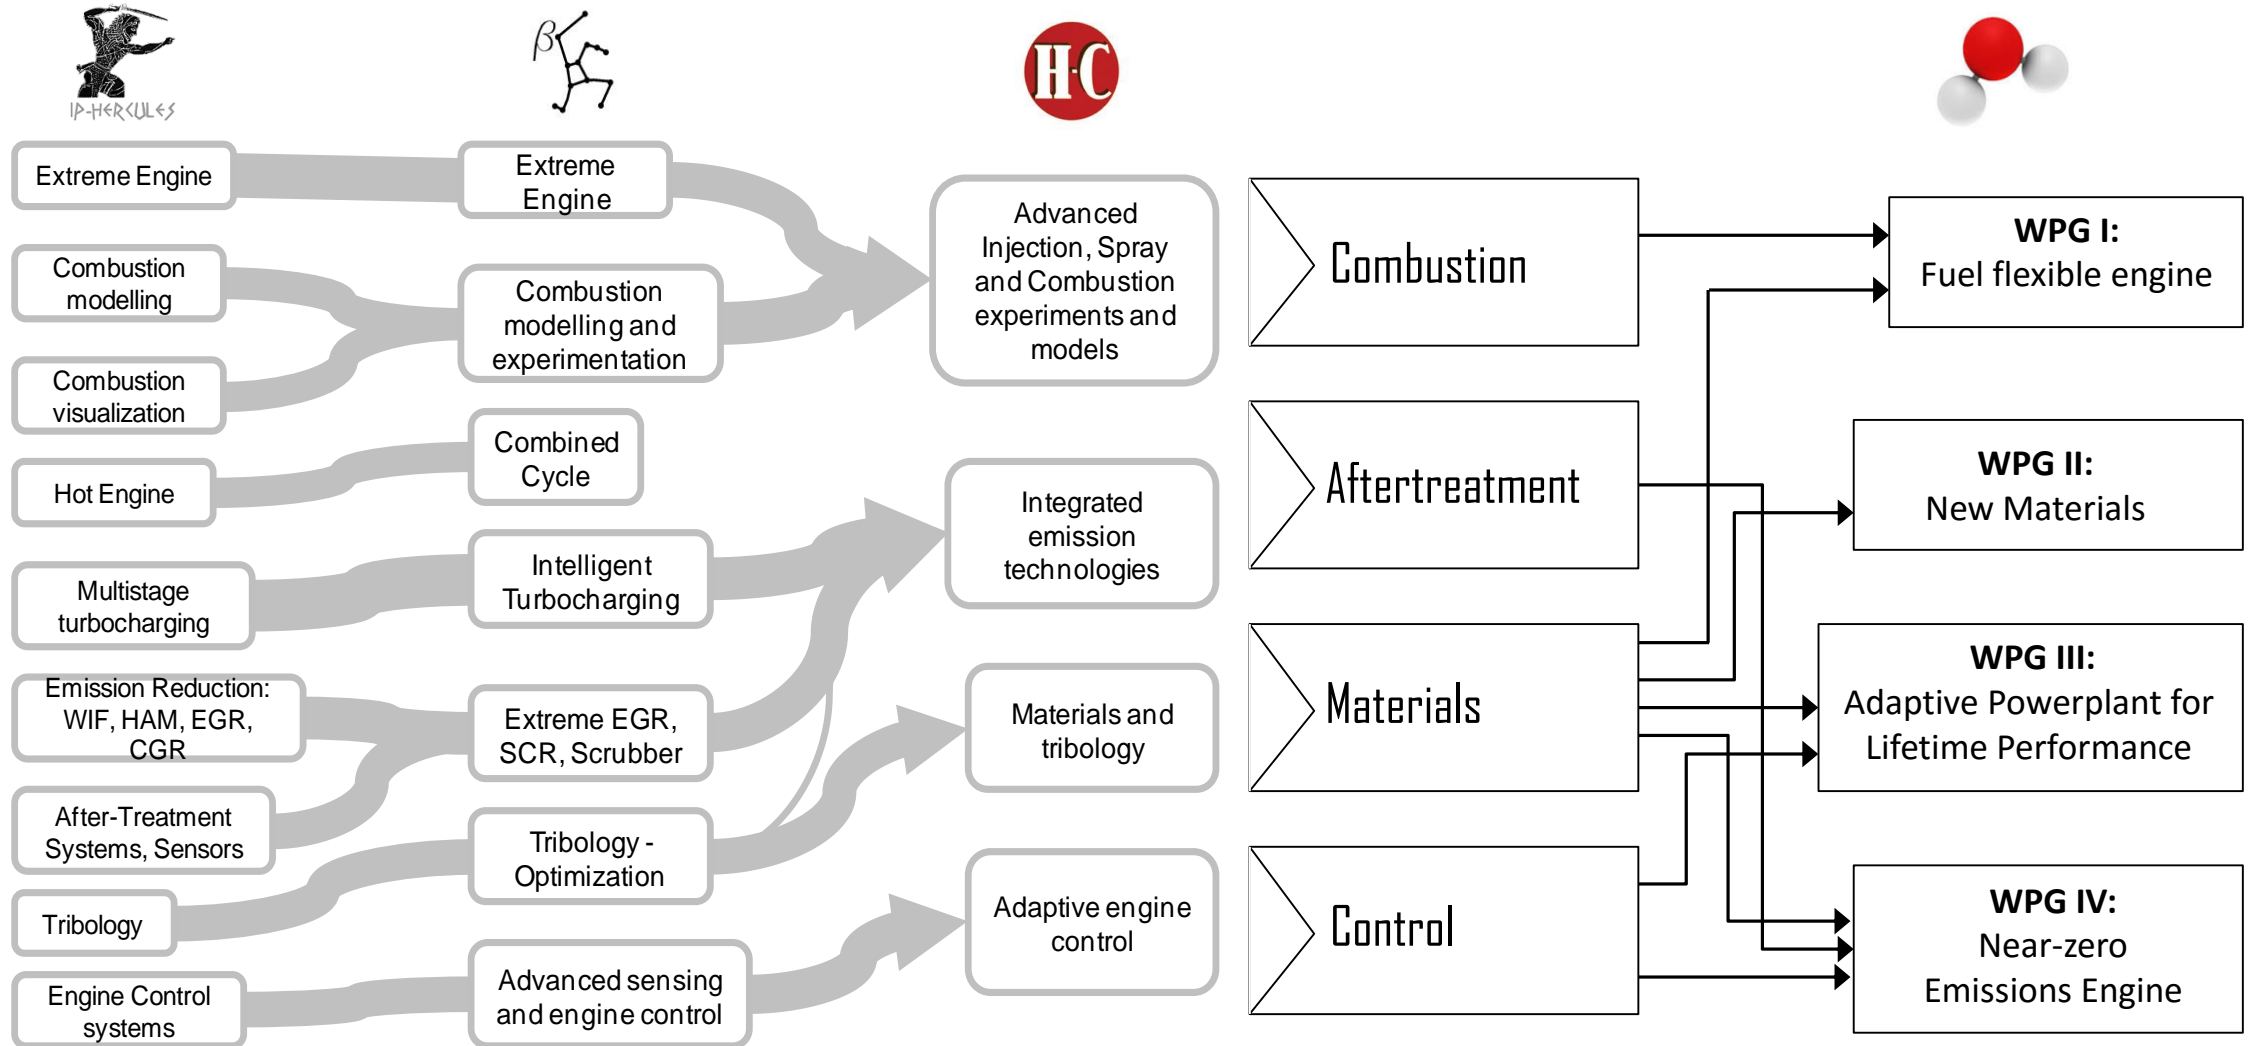 IP-HERCULES
β
H-C
Extreme Engine
Combustion
modelling
Combustion
visualization
Hot Engine
Multistage
turbocharging
Emission Reduction:
WIF, HAM, EGR,
CGR
After-Treatment
Systems, Sensors
Tribology
Engine Control
systems
Extreme
Engine
Combustion
modelling and
experimentation
Combined
Cycle
Intelligent
Turbocharging
Extreme EGR,
SCR, Scrubber
Tribology -
Optimization
Advanced sensing
and engine control
Advanced
Injection, Spray
and Combustion
experiments and
models
Integrated
emission
technologies
Materials and
tribology
Adaptive engine
control
Combustion
Aftertreatment
Materials
Control
WPG I:
Fuel flexible engine
WPG II:
New Materials
WPG III:
Adaptive Powerplant for
Lifetime Performance
WPG IV:
Near-zero
Emissions Engine